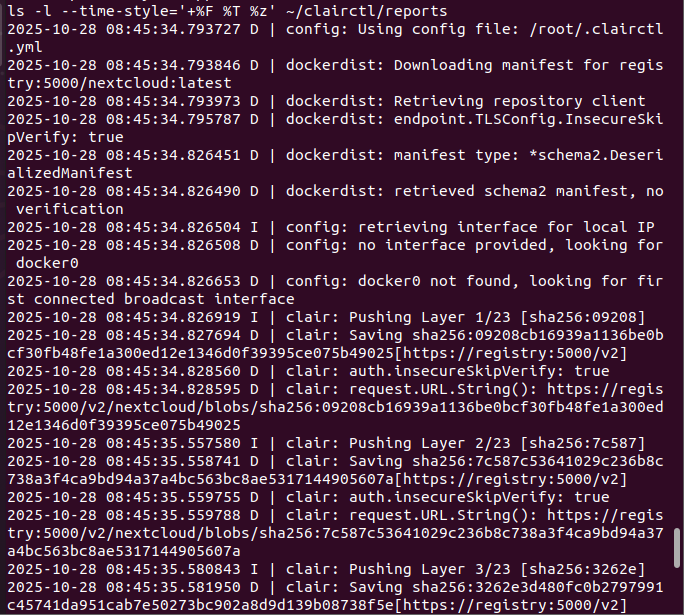 ls -l --time-style='+%F %T %z' ~/clairctl/reports
2025-10-28 08:45:34.793727 D | config: Using config file: /root/.clairctl
.yml
2025-10-28 08:45:34.793846 D | dockerdist: Downloading manifest for regis
try:5000/nextcloud:latest
2025-10-28 08:45:34.793973 D | dockerdist: Retrieving repository client
2025-10-28 08:45:34.795787 D | dockerdist: endpoint.TLSConfig.InsecureSki
pVerify: true
2025-10-28 08:45:34.826451 D | dockerdist: manifest type: *schema2.Deseri
alizedManifest
2025-10-28 08:45:34.826490 D | dockerdist: retrieved schema2 manifest, no
 verification
2025-10-28 08:45:34.826504 I | config: retrieving interface for local IP
2025-10-28 08:45:34.826508 D | config: no interface provided, looking for
 docker0
2025-10-28 08:45:34.826653 D | config: docker0 not found, looking for fir
st connected broadcast interface
2025-10-28 08:45:34.826919 I | clair: Pushing Layer 1/23 [sha256:09208]
2025-10-28 08:45:34.827694 D | clair: Saving sha256:09208cb16939a1136be0b
cf30fb48fe1a300ed12e1346d0f39395ce075b49025[https://registry:5000/v2]
2025-10-28 08:45:34.828560 D | clair: auth.insecureSkipVerify: true
2025-10-28 08:45:34.828595 D | clair: request.URL.String(): https://regis
try:5000/v2/nextcloud/blobs/sha256:09208cb16939a1136be0bcf30fb48fe1a300ed
12e1346d0f39395ce075b49025
2025-10-28 08:45:35.557580 I | clair: Pushing Layer 2/23 [sha256:7c587]
2025-10-28 08:45:35.558741 D | clair: Saving sha256:7c587c53641029c236b8c
738a3f4ca9bd94a37a4bc563bc8ae5317144905607a[https://registry:5000/v2]
2025-10-28 08:45:35.559755 D | clair: auth.insecureSkipVerify: true
2025-10-28 08:45:35.559788 D | clair: request.URL.String(): https://regis
try:5000/v2/nextcloud/blobs/sha256:7c587c53641029c236b8c738a3f4ca9bd94a37
a4bc563bc8ae5317144905607a
2025-10-28 08:45:35.580843 I | clair: Pushing Layer 3/23 [sha256:3262e]
2025-10-28 08:45:35.581950 D | clair: Saving sha256:3262e3d480fc0b2797991
c45741da951cab7e50273bc902a8d9d139b08738f5e[https://registry:5000/v2]